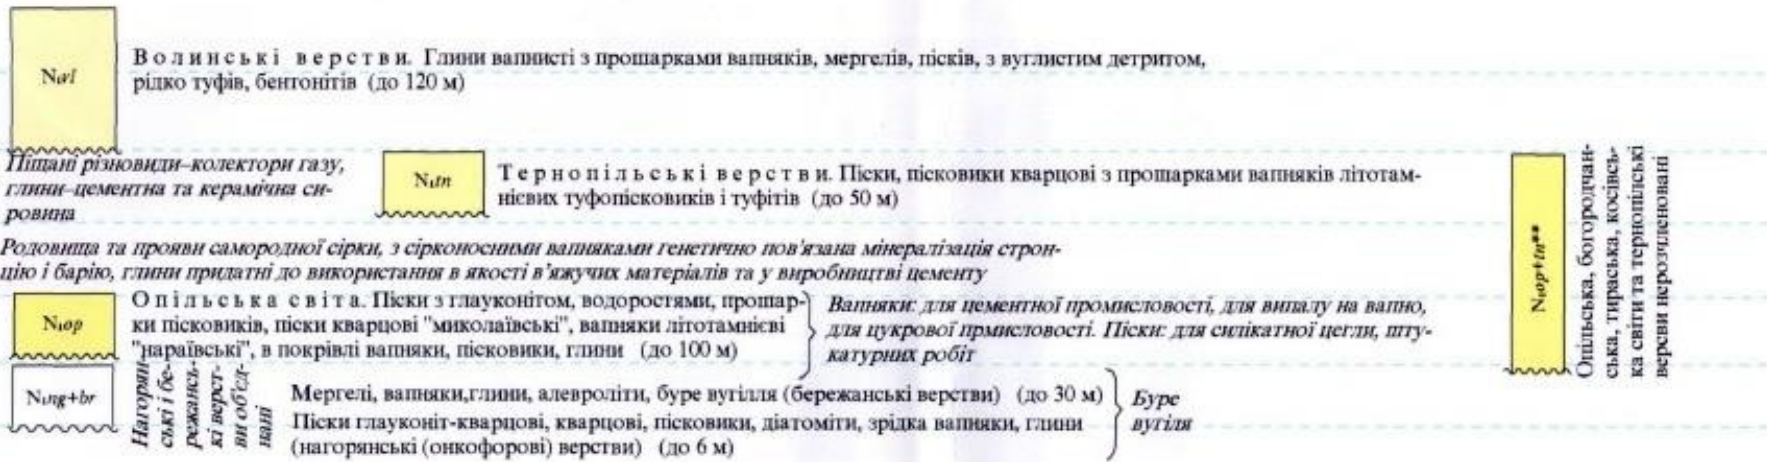 N₁vl
Волинські верстви. Глини вапнисті з прошарками вапняків, мергелів, пісків, з вуглистим детритом,
рідко туфів, бентонітів (до 120 м)
Піщані різновиди–колектори газу,
глини–цементна та керамічна си-
ровина
N₁tn
Тернопільські верстви. Піски, пісковики кварцові з прошарками вапняків літотам-
нієвих туфопісковиків і туфітів (до 50 м)
Родовища та прояви самородної сірки, з сірконосними вапняками генетично пов'язана мінералізація строн-
цію і барію, глини придатні до використання в якості в'яжучих матеріалів та у виробництві цементу
N₁op
Опільська світа. Піски з глауконітом, водоростями, прошар-
ки пісковиків, піски кварцові "миколаївські", вапняки літотамнієві
"нараївські", в покрівлі вапняки, пісковики, глини (до 100 м)
Вапняки: для цементної промисловості, для випалу на вапно,
для цукрової прмисловості. Піски: для силікатної цегли, шту-
катурних робіт
N₁ng+br
Нагорян-
ські і бе-
режансь-
кі верст-
ви об'єд-
нані
Мергелі, вапняки,глини, алевроліти, буре вугілля (бережанські верстви) (до 30 м)
Піски глауконіт-кварцові, кварцові, пісковики, діатоміти, зрідка вапняки, глини
(нагорянські (онкофорові) верстви) (до 6 м)
Буре
вугіля
N₁op+tn**
Опільська, богородчан-
ська, тираська, косівсь-
ка світи та тернопілські
верcви нерозчленовані